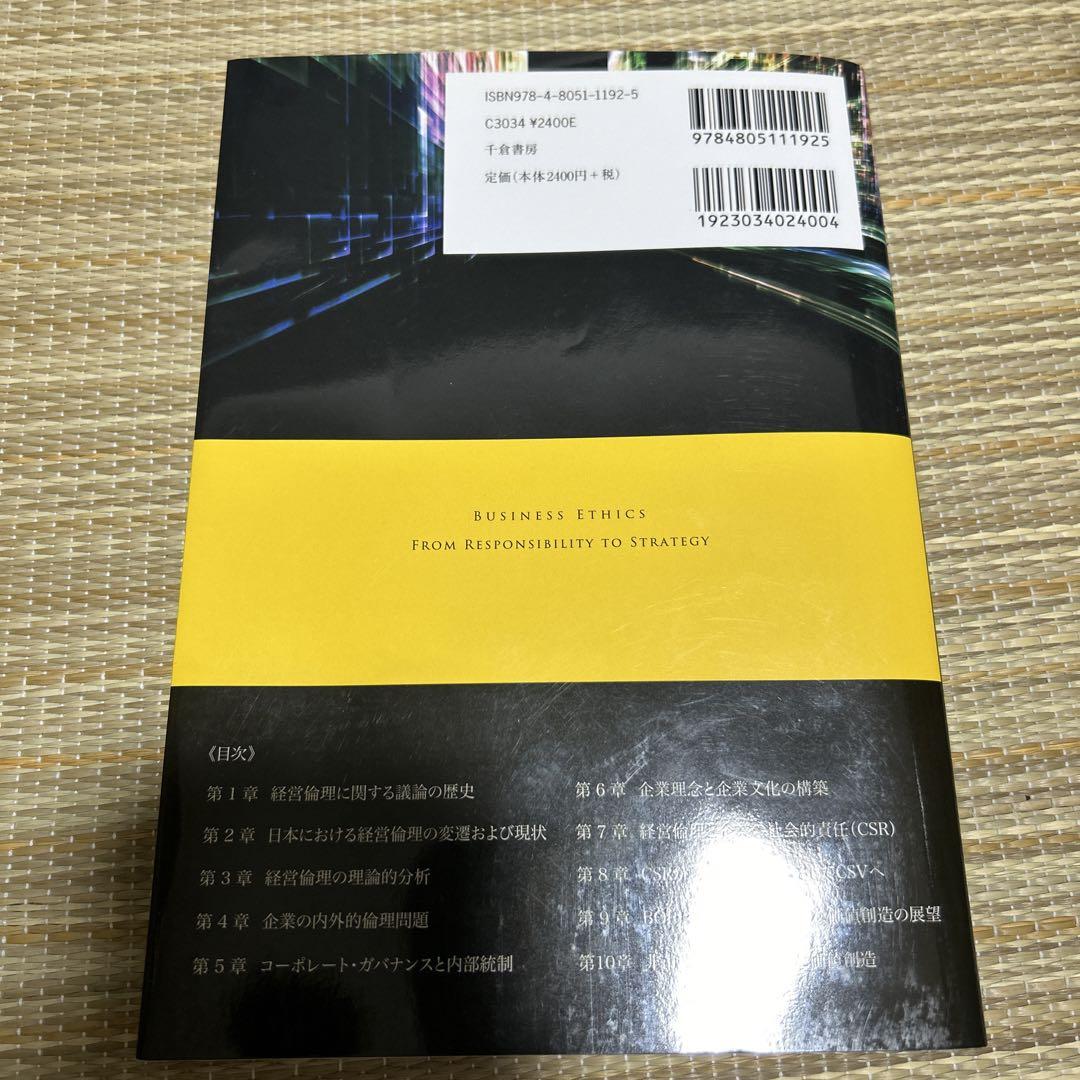 ISBN978-4-8051-1192-5
C3034 ¥2400E
千倉書房
定価(本体2400円+税)
9784805111925
1923034024004
BUSINESS ETHICS
FROM RESPONSIBILITY TO STRATEGY
《目次》
第1章 経営倫理に関する議論の歴史
第2章 日本における経営倫理の変遷および現状
第3章 経営倫理の理論的分析
第4章 企業の内外的倫理問題
第5章 コーポレート・ガバナンスと内部統制
第6章 企業理念と企業文化の構築
第7章 経営倫理 社会的責任(CSR)
第8章 CSRか CSVへ
第9章 価値創造の展望
第10章 価値創造